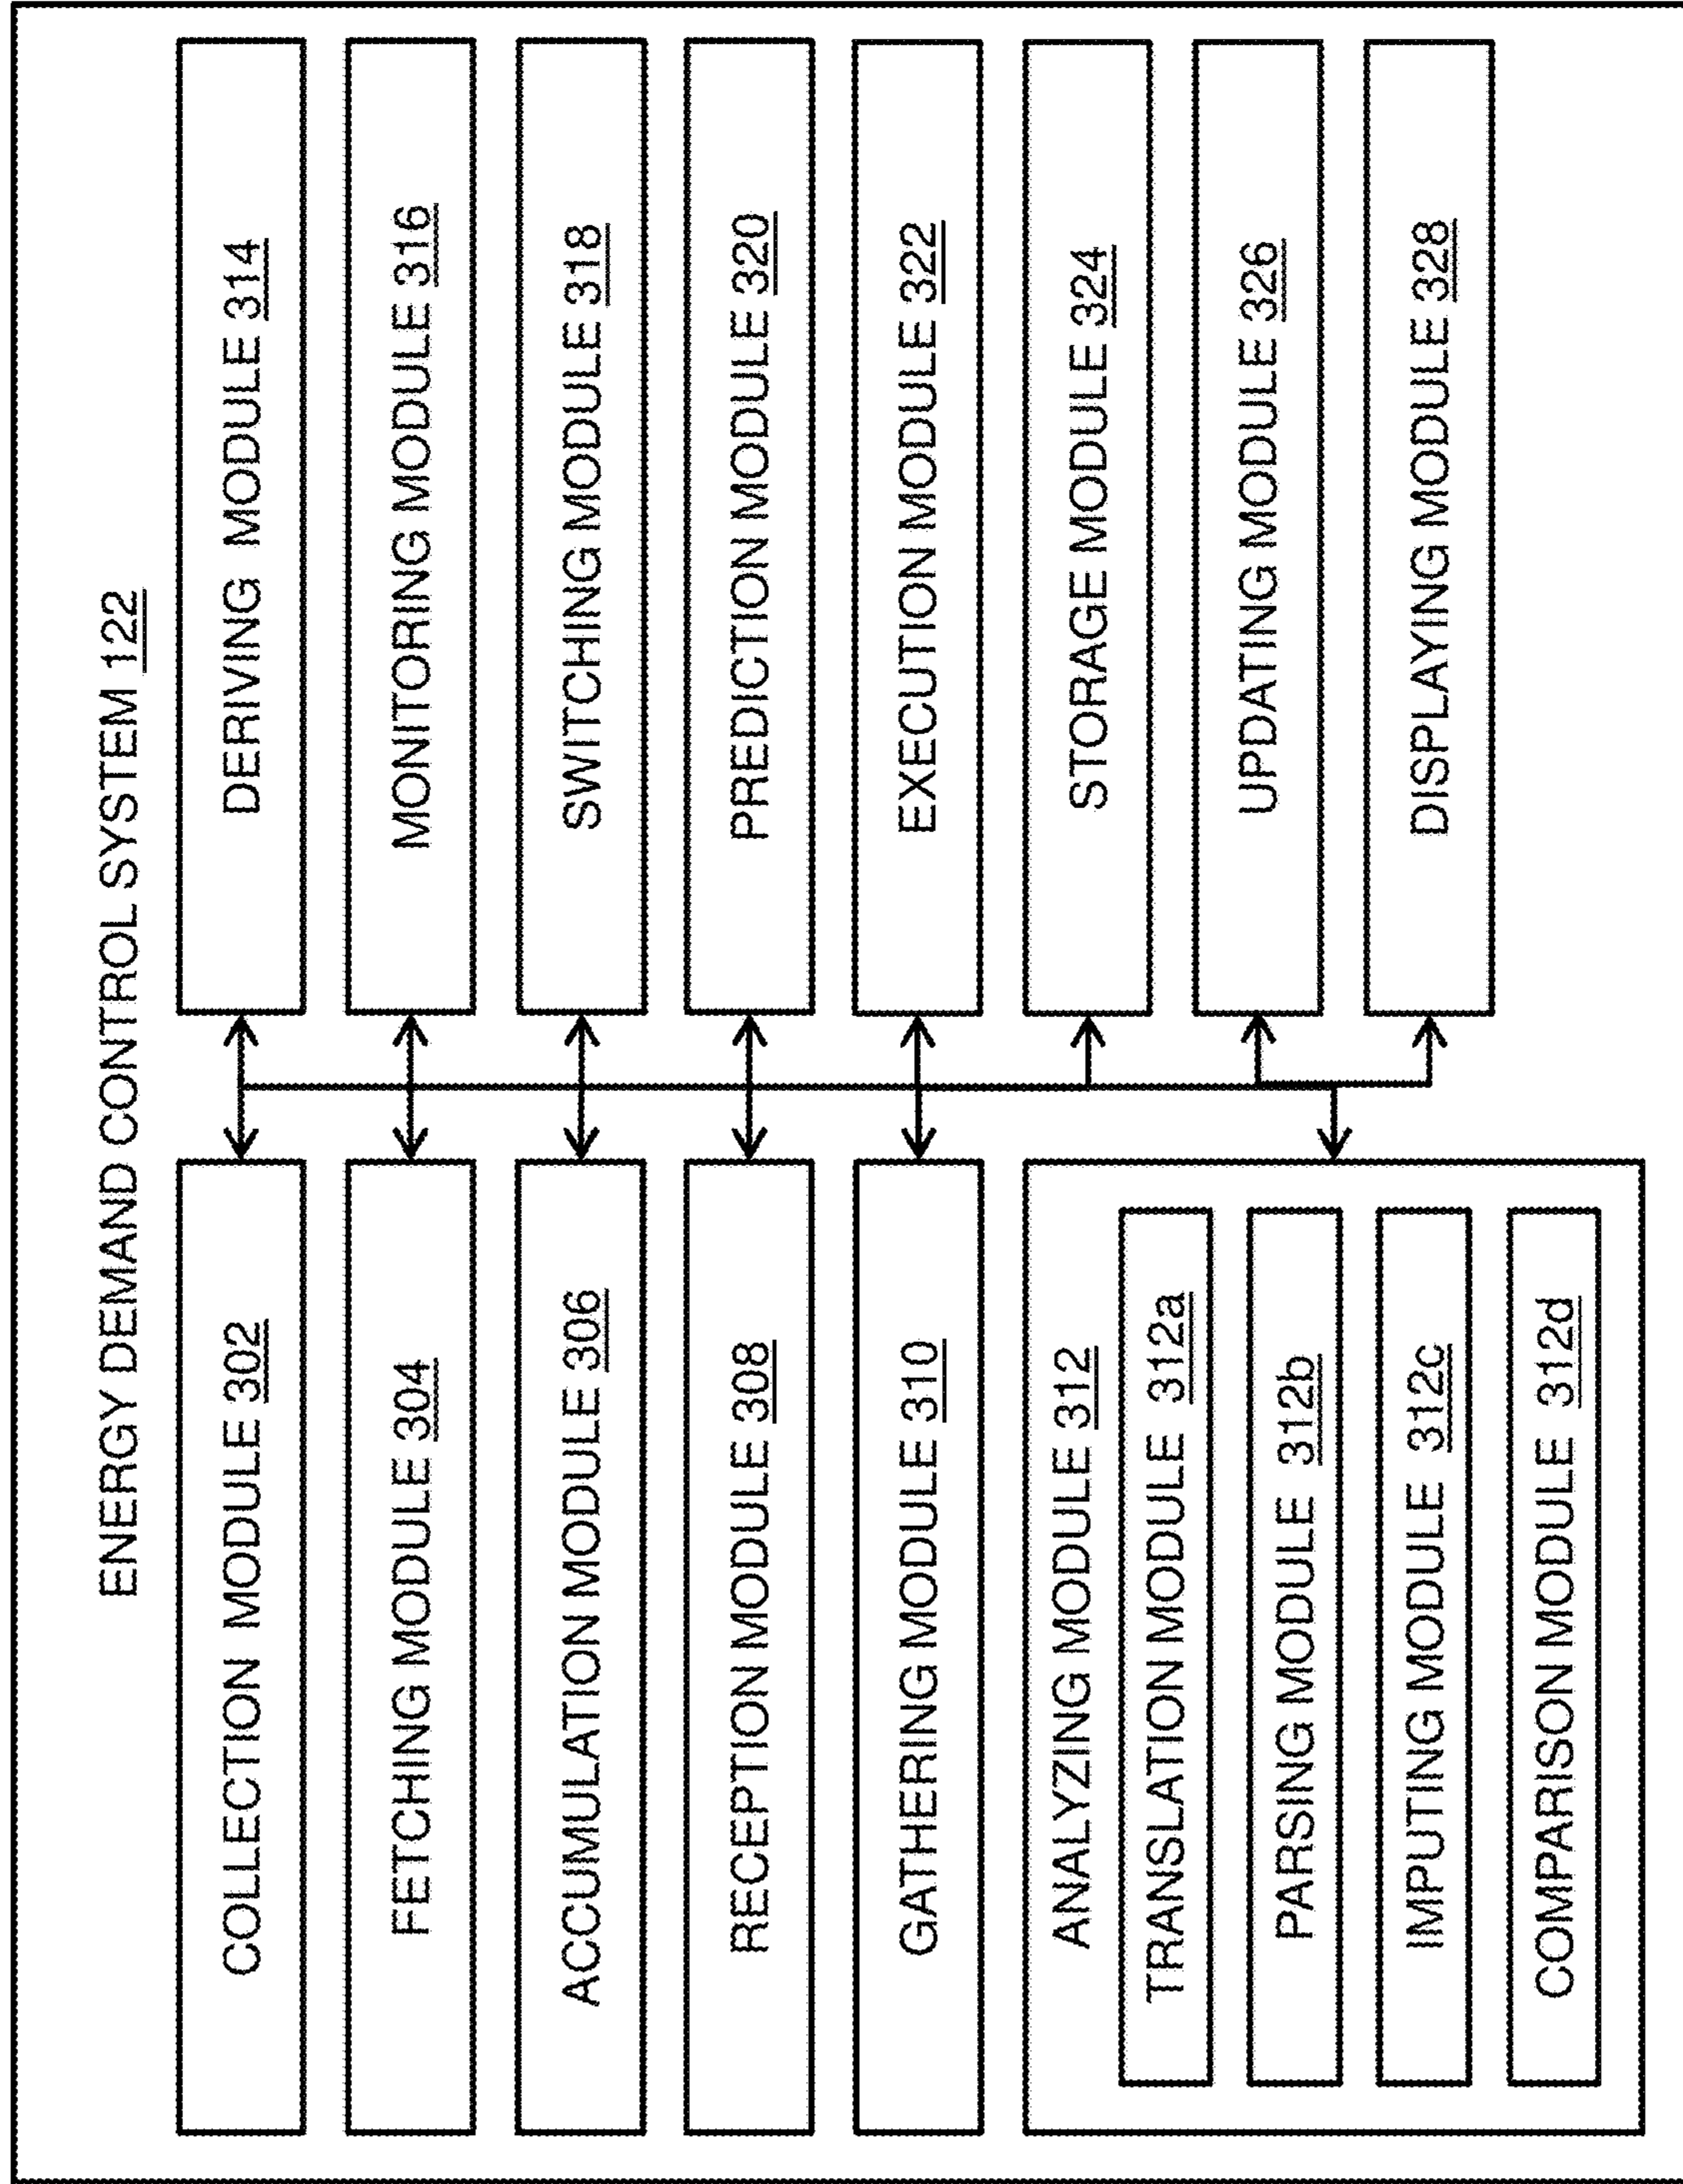 ENERGY DEMAND CONTROL SYSTEM 122
COLLECTION MODULE 302
FETCHING MODULE 304
ACCUMULATION MODULE 306
RECEPTION MODULE 308
GATHERING MODULE 310
ANALYZING MODULE 312
TRANSLATION MODULE 312a
PARSING MODULE 312b
IMPUTING MODULE 312c
COMPARISON MODULE 312d
DERIVING MODULE 314
MONITORING MODULE 316
SWITCHING MODULE 318
PREDICTION MODULE 320
EXECUTION MODULE 322
STORAGE MODULE 324
UPDATING MODULE 326
DISPLAYING MODULE 328